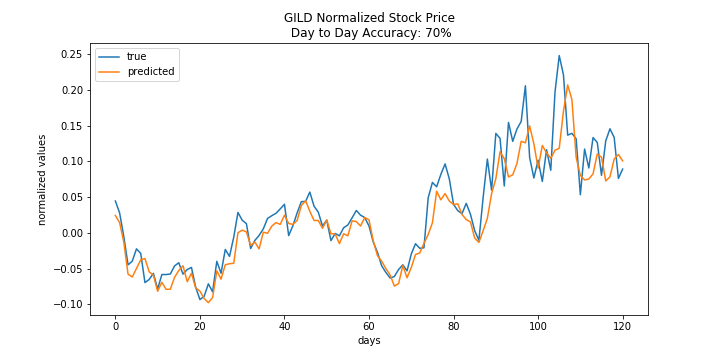 GILD Normalized Stock Price
Day to Day Accuracy: 70%
true
predicted
normalized values
0.25
0.20
0.15
0.10
0.05
0.00
−0.05
−0.10
0 20 40 60 80 100 120
days